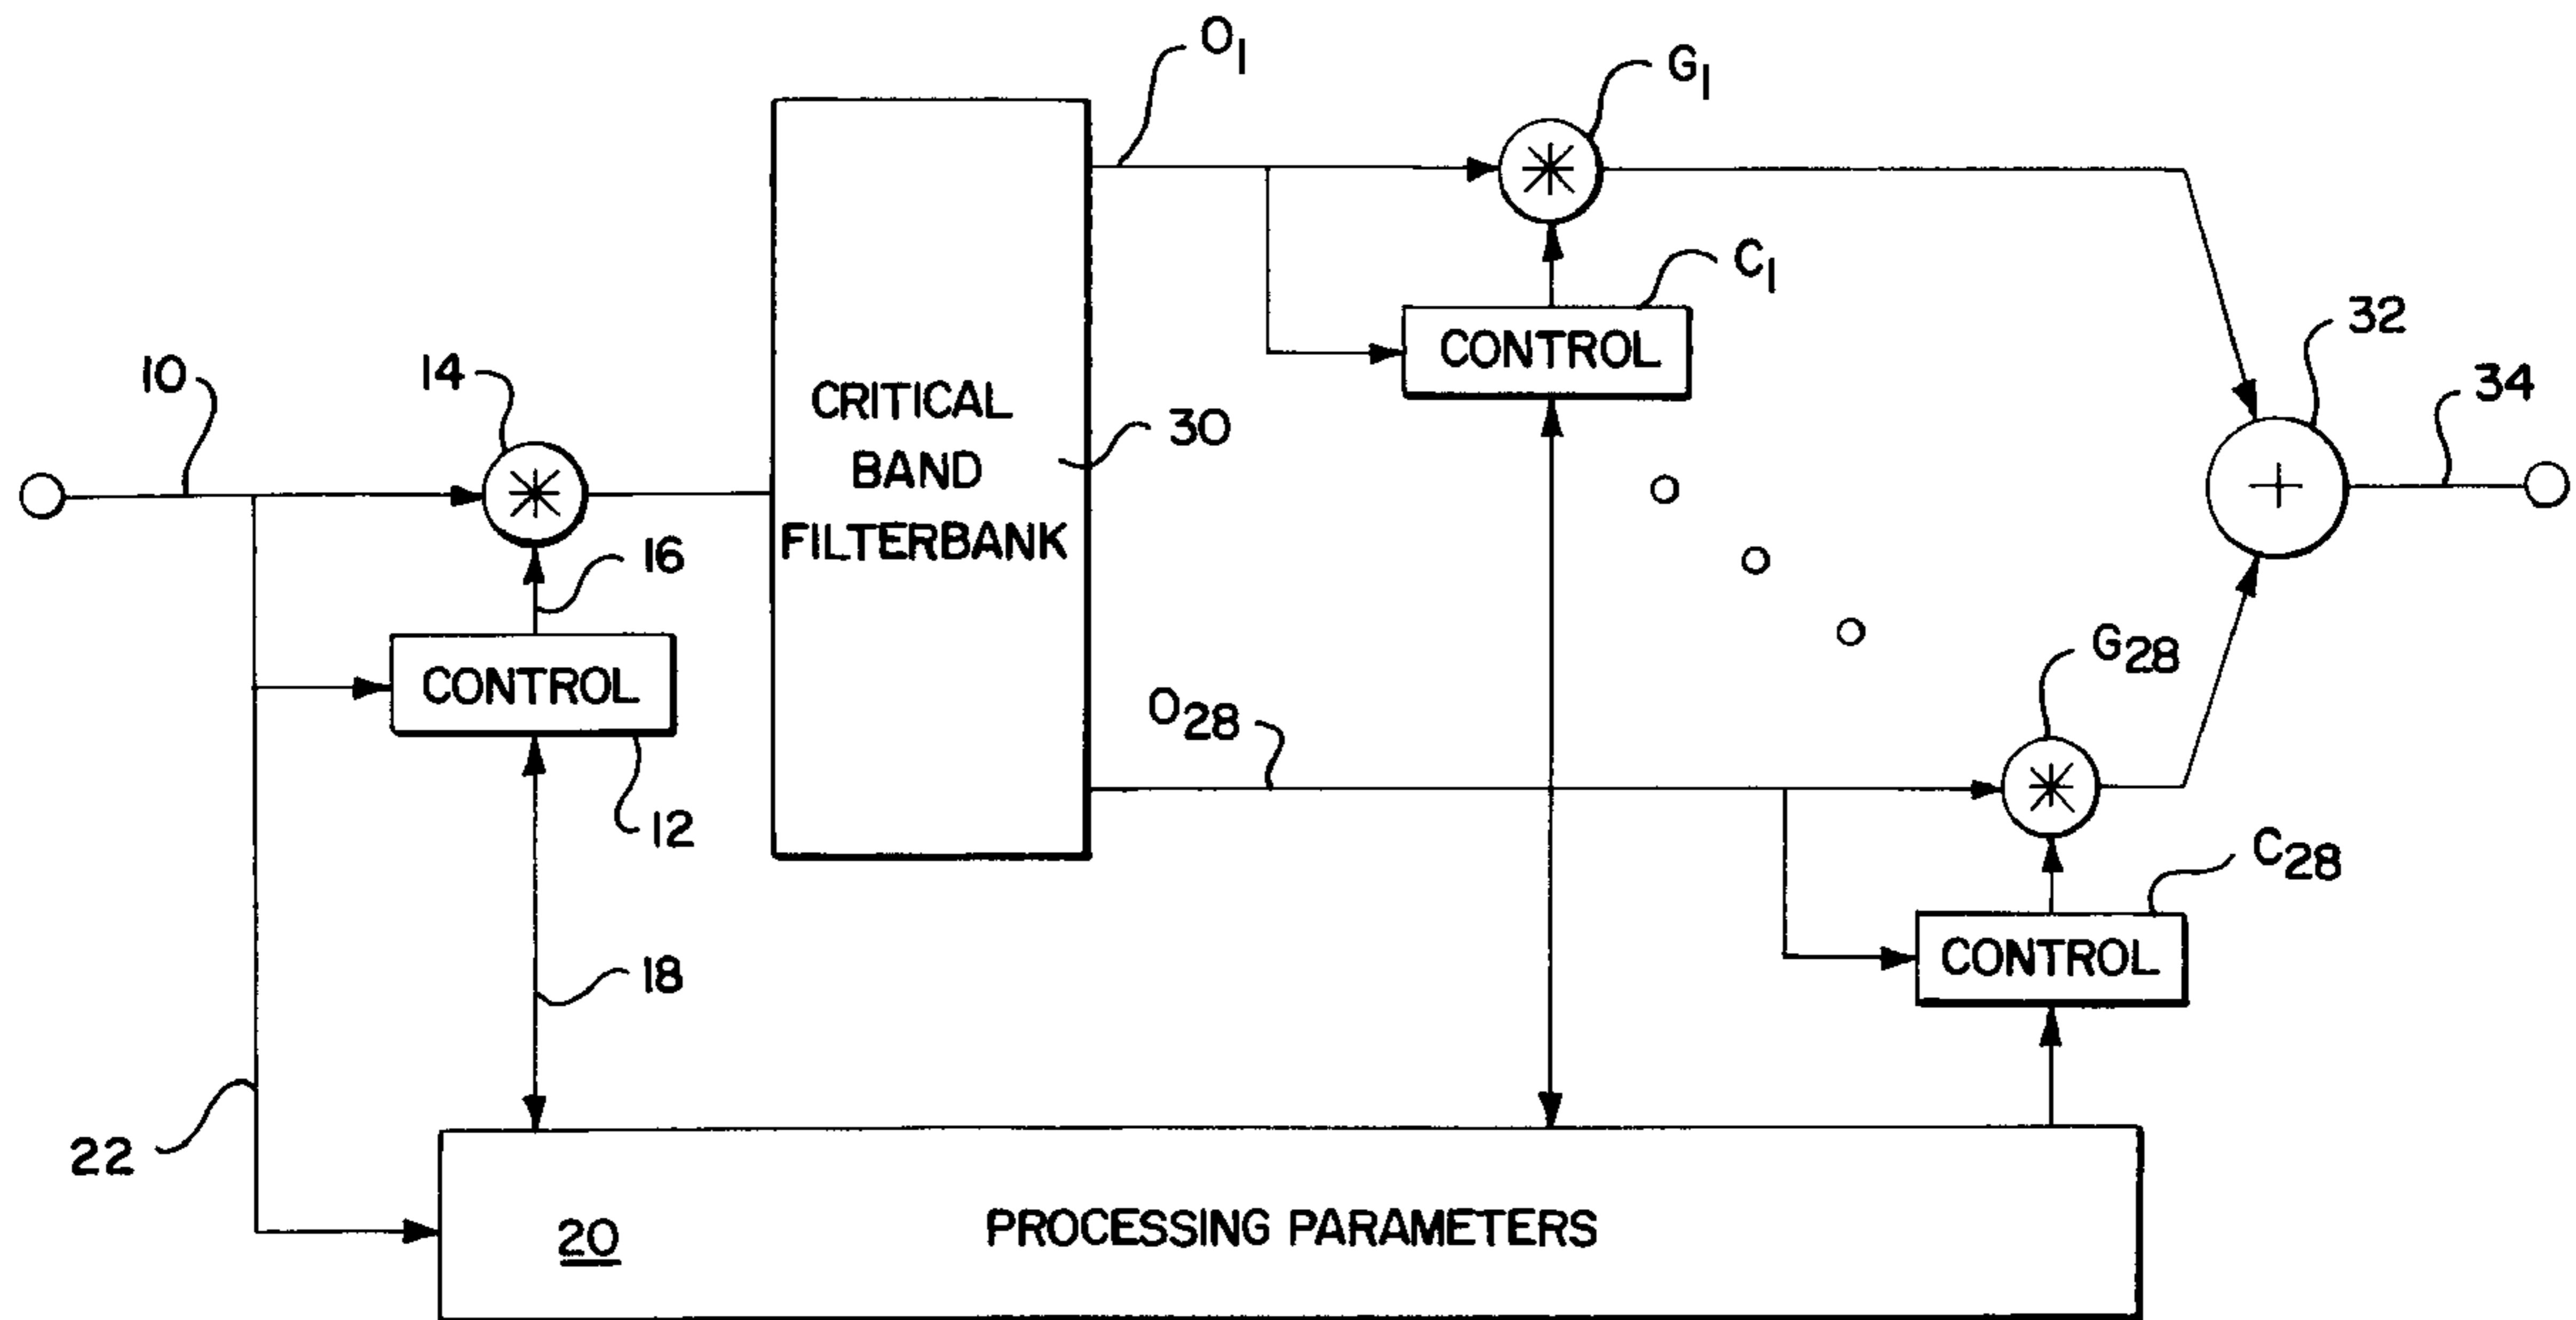 O1
G1
C1
CONTROL
32
34
10
14
CRITICAL
BAND
FILTERBANK
30
16
CONTROL
12
G28
O28
C28
CONTROL
18
22
20
PROCESSING PARAMETERS